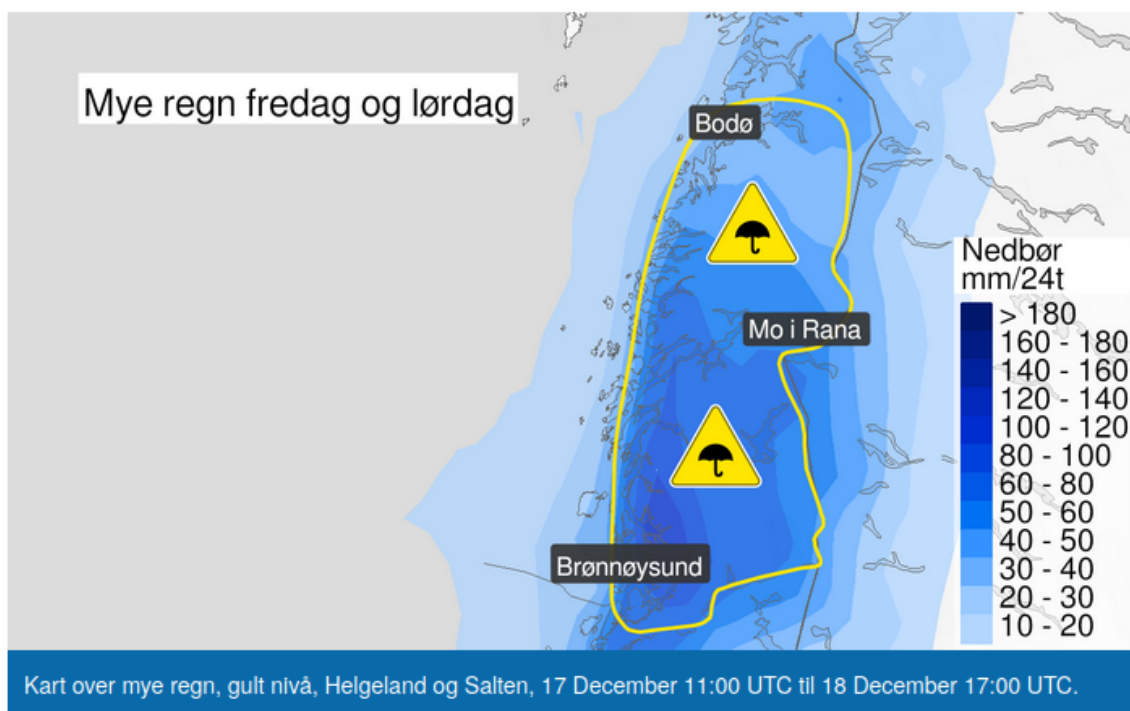 Mye regn fredag og lørdag
Bodø
Mo i Rana
Brønnøysund
Nedbør
mm/24t
> 180
160 - 180
140 - 160
120 - 140
100 - 120
80 - 100
60 - 80
50 - 60
40 - 50
30 - 40
20 - 30
10 - 20
Kart over mye regn, gult nivå, Helgeland og Salten, 17 December 11:00 UTC til 18 December 17:00 UTC.